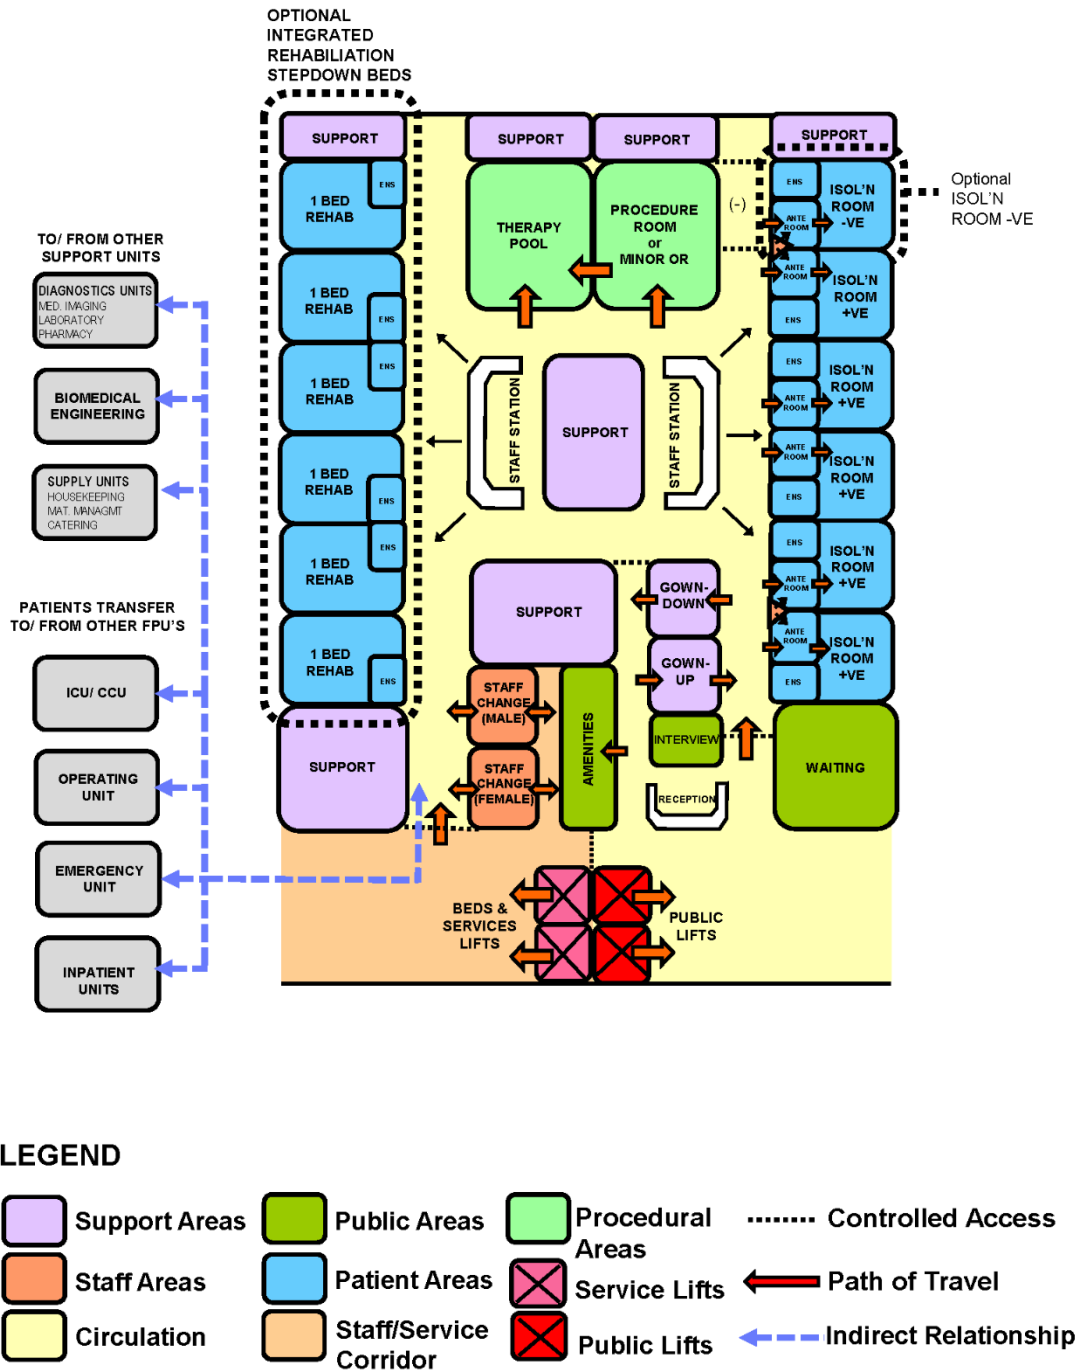 OPTIONAL
INTEGRATED
REHABILIATION
STEPDOWN BEDS
SUPPORT
SUPPORT
SUPPORT
SUPPORT
1 BED
REHAB
ENS
THERAPY
POOL
PROCEDURE
ROOM
or
MINOR OR
(-)
ENS
ANTE
ROOM
ISOL'N
ROOM
-VE
Optional
ISOL'N
ROOM -VE
TO/ FROM OTHER
SUPPORT UNITS
DIAGNOSTICS UNITS
MED. IMAGING
LABORATORY
PHARMACY
BIOMEDICAL
ENGINEERING
SUPPLY UNITS
HOUSEKEEPING
MAT. MANAGMT
CATERING
1 BED
REHAB
ENS
ANTE
ROOM
ENS
ISOL'N
ROOM
+VE
1 BED
REHAB
ENS
STAFF STATION
SUPPORT
STAFF STATION
ENS
ANTE
ROOM
ISOL'N
ROOM
+VE
1 BED
REHAB
ENS
ANTE
ROOM
ENS
ISOL'N
ROOM
+VE
1 BED
REHAB
ENS
SUPPORT
GOWN-
DOWN
ENS
ANTE
ROOM
ISOL'N
ROOM
+VE
PATIENTS TRANSFER
TO/ FROM OTHER FPU'S
ICU/ CCU
OPERATING
UNIT
EMERGENCY
UNIT
INPATIENT
UNITS
1 BED
REHAB
ENS
GOWN-
UP
ANTE
ROOM
ENS
ISOL'N
ROOM
+VE
SUPPORT
STAFF
CHANGE
(MALE)
STAFF
CHANGE
(FEMALE)
AMENITIES
INTERVIEW
RECEPTION
WAITING
BEDS &
SERVICES
LIFTS
PUBLIC
LIFTS
LEGEND
Support Areas
Public Areas
Procedural
Areas
Controlled Access
Staff Areas
Patient Areas
Service Lifts
Path of Travel
Circulation
Staff/Service
Corridor
Public Lifts
Indirect Relationship